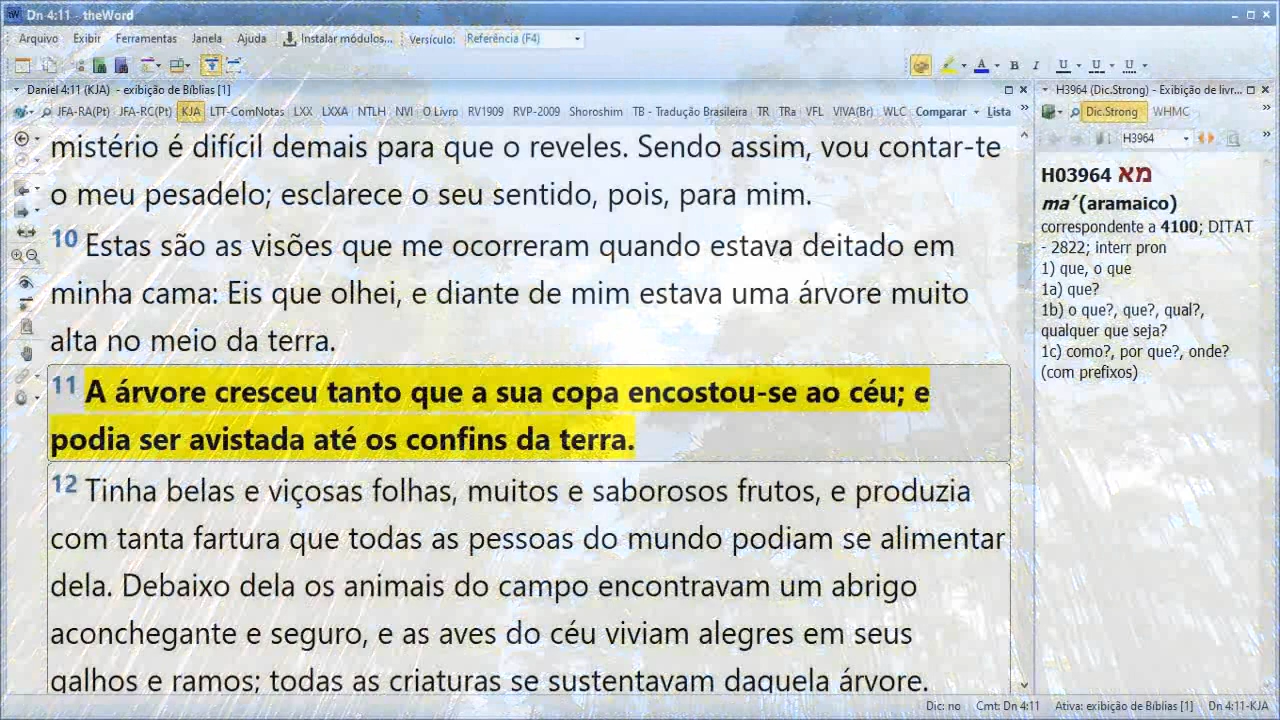 Dn 4:11 - theWord
Arquivo Exibir Ferramentas Janela Ajuda Instalar módulos... Versículo: Referência (F4)
A B I U U U
Daniel 4:11 (KJA) - exibição de Bíblias [1]
JFA-RA(Pt) JFA-RC(Pt) KJA LTT-ComNotas LXX LXXA NTLH NVI O Livro RV1909 RVP-2009 Shoroshim TB - Tradução Brasileira TR TRa VFL VIVA(Br) WLC Comparar Lista
mistério é difícil demais para que o reveles. Sendo assim, vou contar-te
o meu pesadelo; esclarece o seu sentido, pois, para mim.
10 Estas são as visões que me ocorreram quando estava deitado em
minha cama: Eis que olhei, e diante de mim estava uma árvore muito
alta no meio da terra.
11 A árvore cresceu tanto que a sua copa encostou-se ao céu; e
podia ser avistada até os confins da terra.
12 Tinha belas e viçosas folhas, muitos e saborosos frutos, e produzia
com tanta fartura que todas as pessoas do mundo podiam se alimentar
dela. Debaixo dela os animais do campo encontravam um abrigo
aconchegante e seguro, e as aves do céu viviam alegres em seus
galhos e ramos; todas as criaturas se sustentavam daquela árvore.
H3964 (Dic.Strong) - Exibição de livr...
Dic.Strong WHMC
H3964
H03964 מא
ma' (aramaico)
correspondente a 4100; DITAT
- 2822; interr pron
1) que, o que
1a) que?
1b) o que?, que?, qual?,
qualquer que seja?
1c) como?, por que?, onde?
(com prefixos)
Dic: no Cmt: Dn 4:11 Ativa: exibição de Bíblias [1] Dn 4:11-KJA